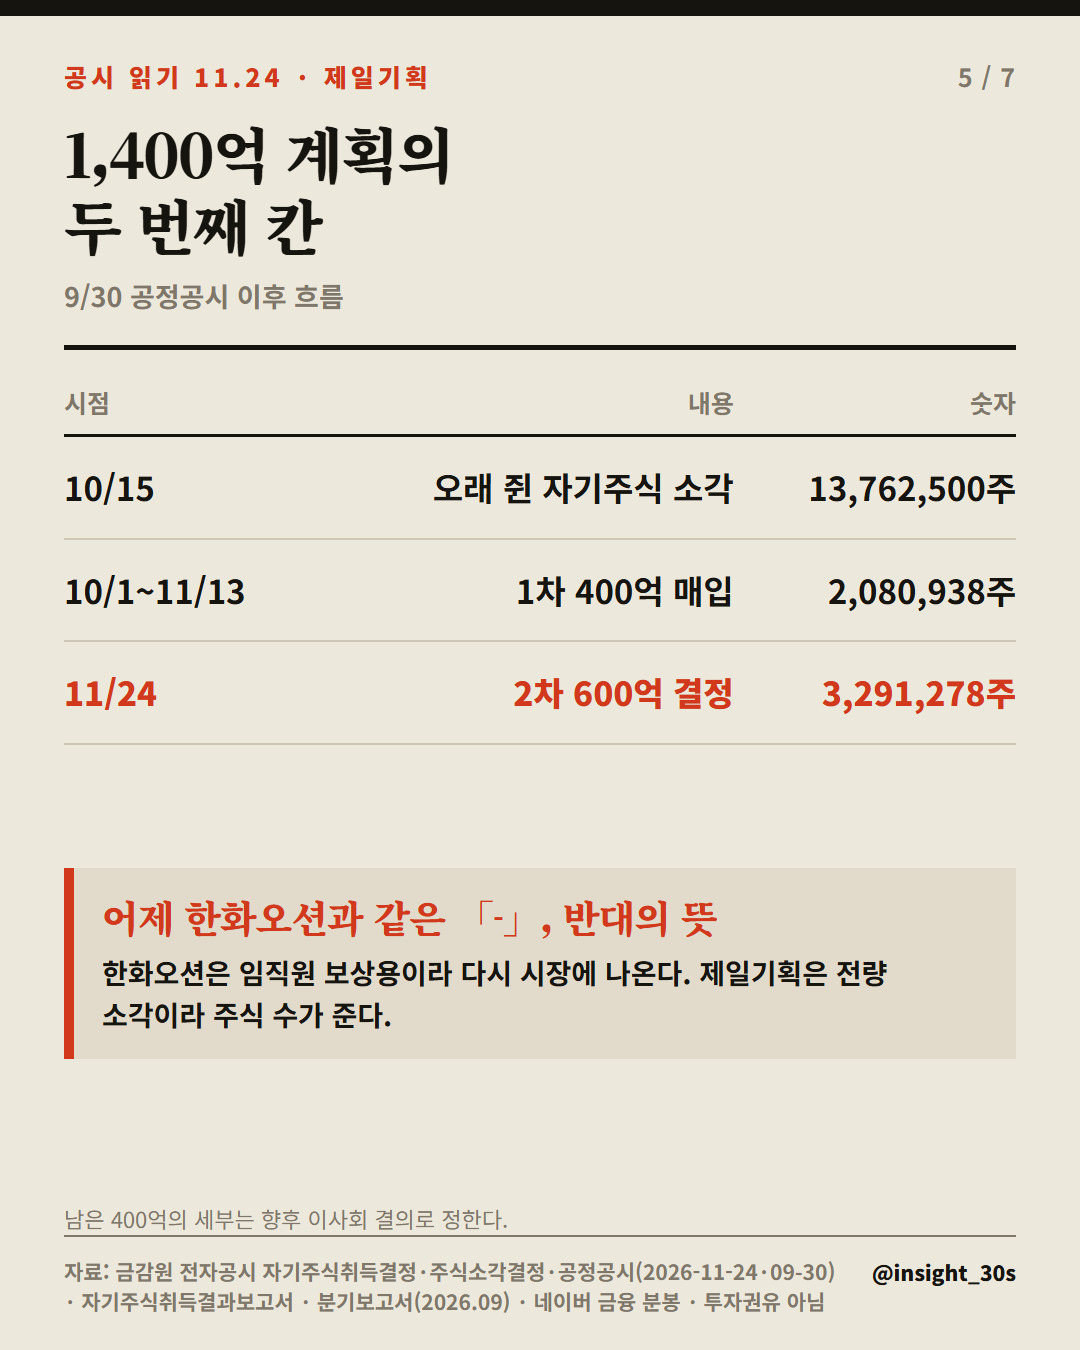 공시 읽기 11.24 · 제일기획
5 / 7
1,400억 계획의
두 번째 칸
9/30 공정공시 이후 흐름
시점 내용 숫자
10/15 오래 쥔 자기주식 소각 13,762,500주
10/1~11/13 1차 400억 매입 2,080,938주
11/24 2차 600억 결정 3,291,278주
어제 한화오션과 같은 「-」, 반대의 뜻
한화오션은 임직원 보상용이라 다시 시장에 나온다. 제일기획은 전량
소각이라 주식 수가 준다.
남은 400억의 세부는 향후 이사회 결의로 정한다.
자료: 금감원 전자공시 자기주식취득결정·주식소각결정·공정공시(2026-11-24·09-30)
· 자기주식취득결과보고서 · 분기보고서(2026.09) · 네이버 금융 분봉 · 투자권유 아님
@insight_30s